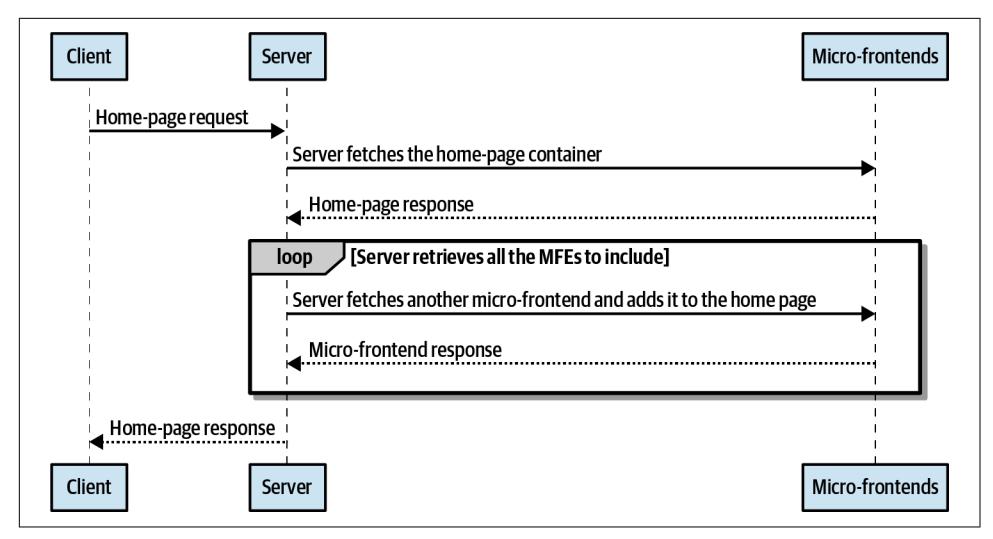 Client
Server
Micro-frontends
Home-page request
Server fetches the home-page container
Home-page response
loop
[Server retrieves all the MFEs to include]
Server fetches another micro-frontend and adds it to the home page
Micro-frontend response
Home-page response
Client
Server
Micro-frontends